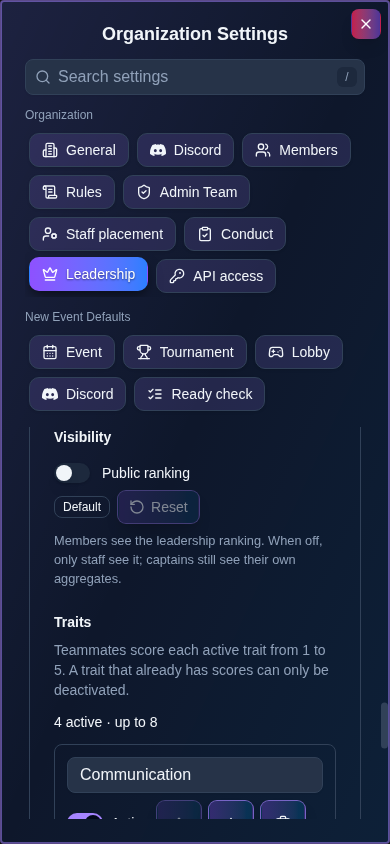 Organization Settings
Search settings /
Organization
General Discord Members
Rules Admin Team
Staff placement Conduct
Leadership API access
New Event Defaults
Event Tournament Lobby
Discord Ready check
Visibility
Public ranking
Default Reset
Members see the leadership ranking. When off,
only staff see it; captains still see their own
aggregates.
Traits
Teammates score each active trait from 1 to
5. A trait that already has scores can only be
deactivated.
4 active · up to 8
Communication